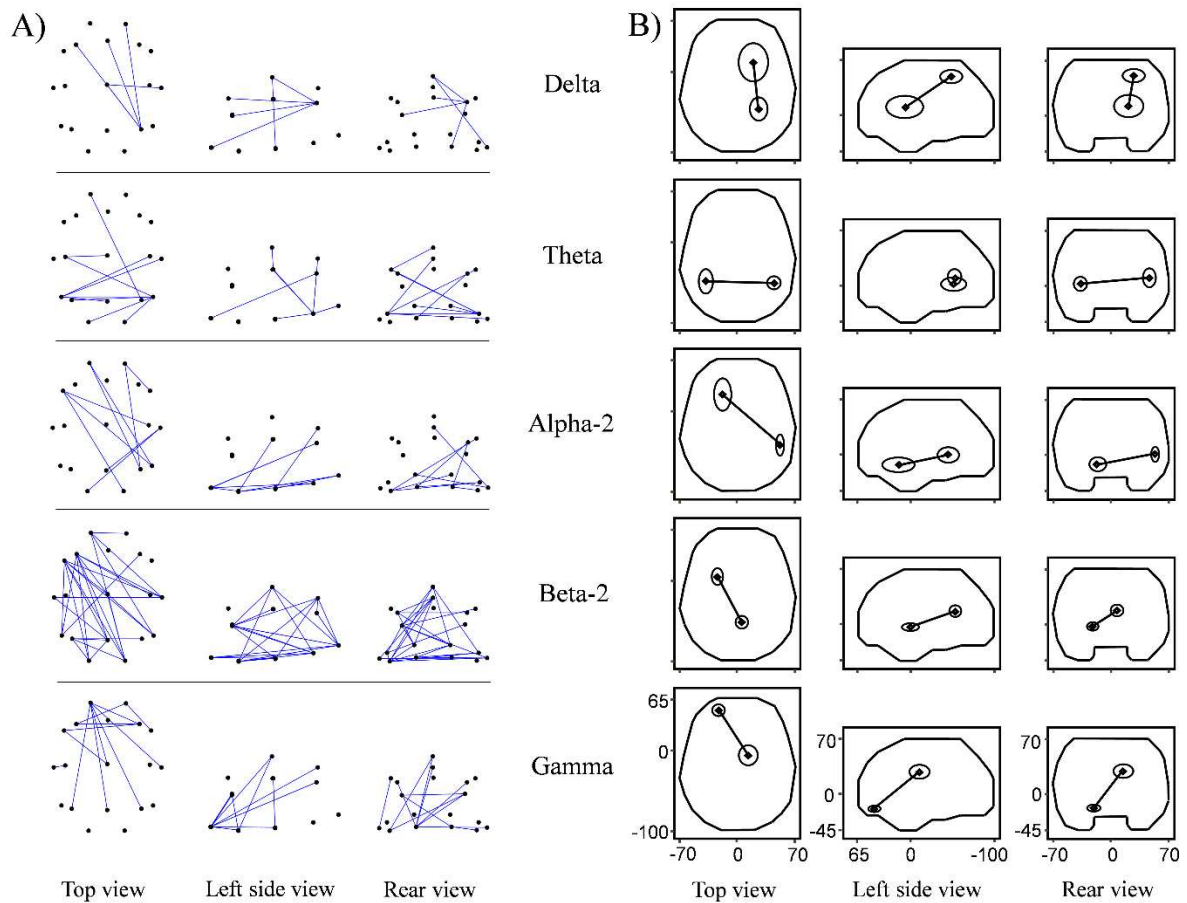 A)
B)
Delta
Theta
Alpha-2
Beta-2
Gamma
65
0
-100
-70 0 70
70
0
-45
65 0 -100
70
0
-45
-70 0 70
Top view Left side view Rear view
Top view Left side view Rear view